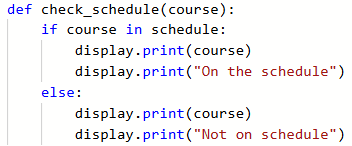 def check_schedule(course):
    if course in schedule:
        display.print(course)
        display.print("On the schedule")
    else:
        display.print(course)
        display.print("Not on schedule")